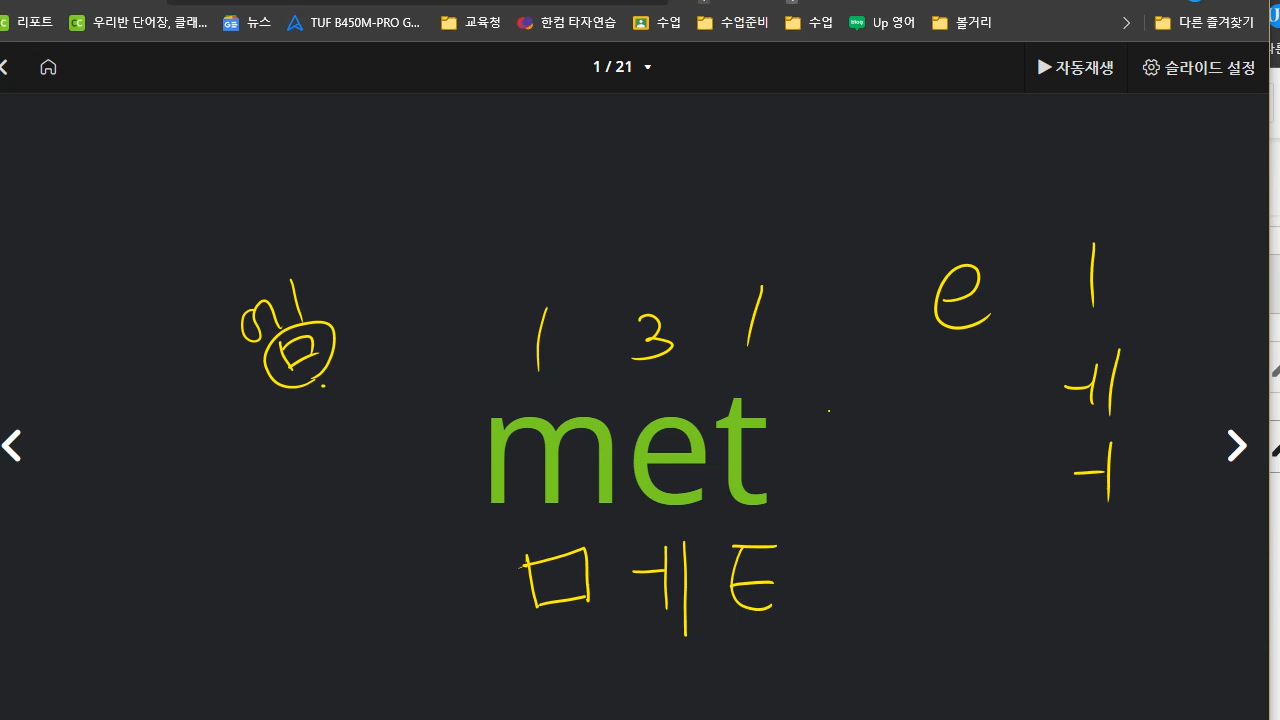 리포트 우리반 단어장, 클래... 뉴스 TUF B450M-PRO G... 교육청 한컴 타자연습 수업 수업준비 수업 Up 영어 볼거리 다른 즐겨찾기
1 / 21 자동재생 슬라이드 설정
e ㅣ
1 3 1
ㅔ
met
ㅓ
ㅁ ㅔ ㅌ